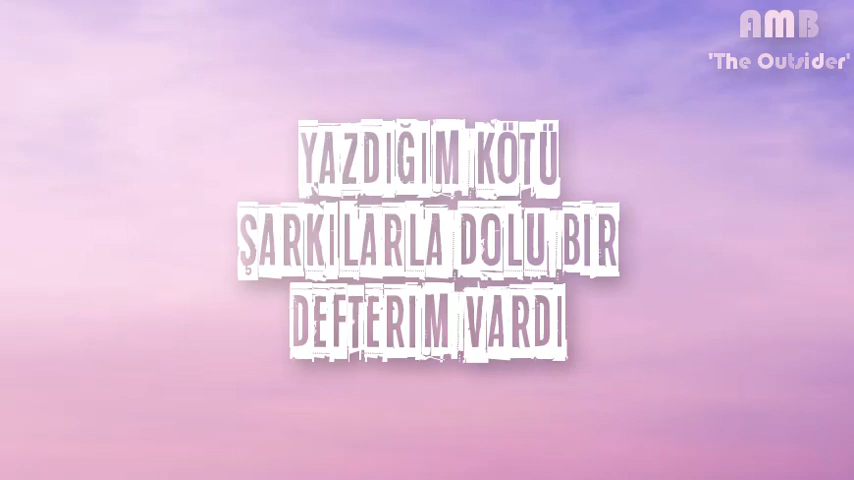 AMB
'The Outsider'
YAZDIĞIM KÖTÜ
ŞARKILARLA DOLU BIR
DEFTERIM VARDI